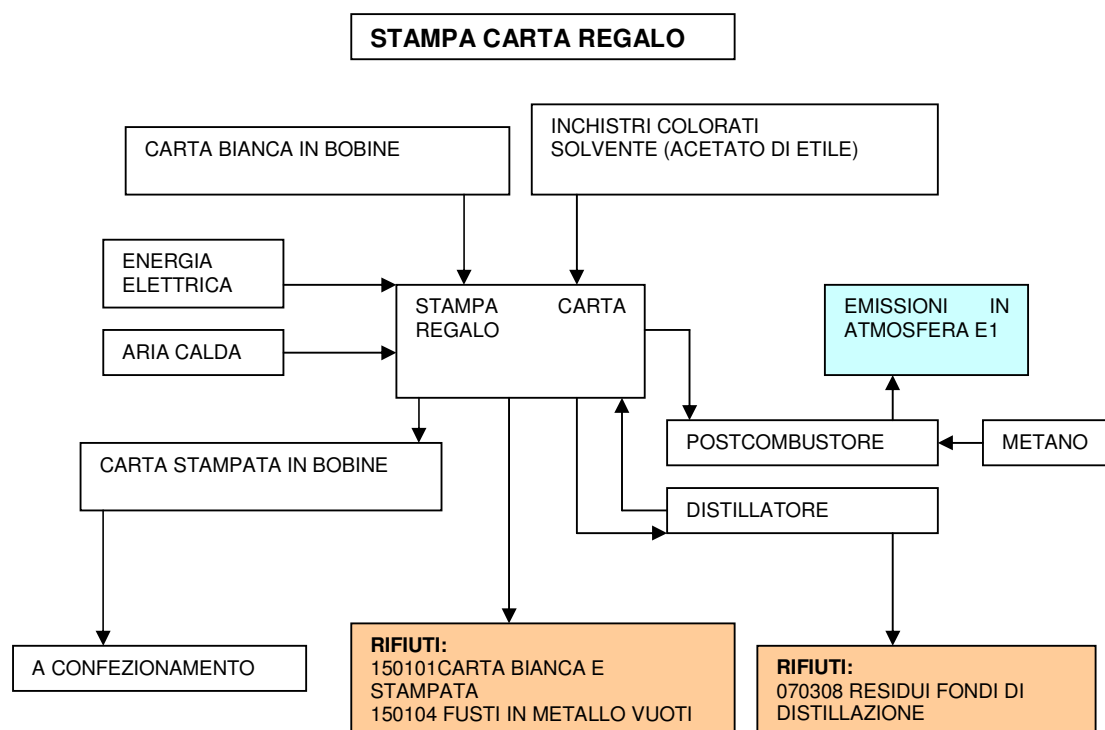 STAMPA CARTA REGALO
CARTA BIANCA IN BOBINE
INCHISTRI COLORATI
SOLVENTE (ACETATO DI ETILE)
ENERGIA
ELETTRICA
ARIA CALDA
STAMPA CARTA
REGALO
EMISSIONI IN
ATMOSFERA E1
CARTA STAMPATA IN BOBINE
POSTCOMBUSTORE
METANO
DISTILLATORE
A CONFEZIONAMENTO
RIFIUTI:
150101CARTA BIANCA E
STAMPATA
150104 FUSTI IN METALLO VUOTI
RIFIUTI:
070308 RESIDUI FONDI DI
DISTILLAZIONE